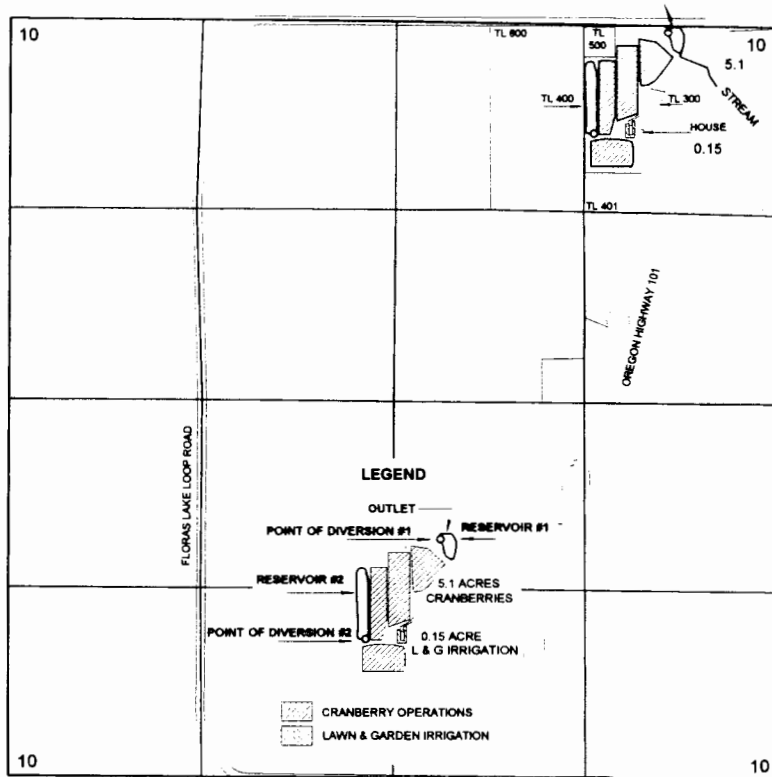 10
TL 600
TL
500
10
5.1
TL 400
TL 300
STREAM
HOUSE
0.15
TL 401
OREGON HIGHWAY 101
FLORAS LAKE LOOP ROAD
LEGEND
OUTLET
POINT OF DIVERSION #1
RESERVOIR #1
RESERVOIR #2
5.1 ACRES
CRANBERRIES
POINT OF DIVERSION #2
0.15 ACRE
L & G IRRIGATION
CRANBERRY OPERATIONS
LAWN & GARDEN IRRIGATION
10
10